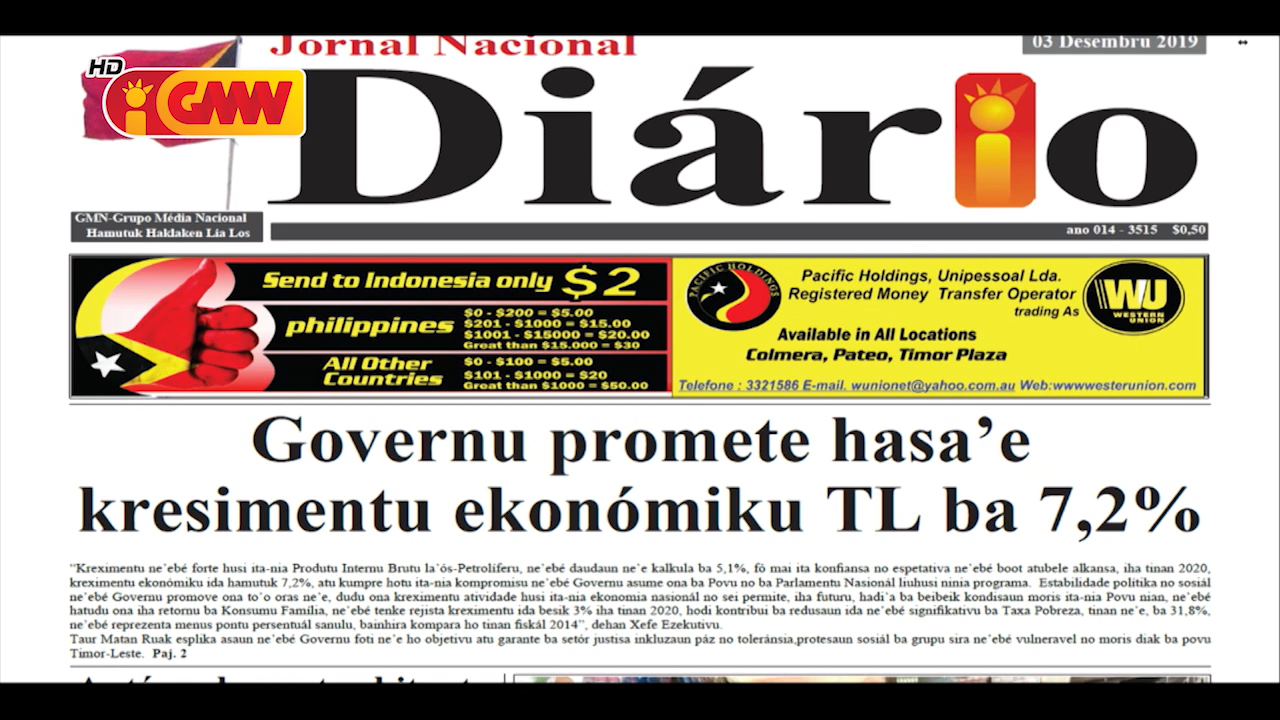 Jornal Nacional
03 Desembru 2019
HD
GMN
Diário
GMN-Grupo Média Nacional
Hamutuk Haklaken Lia Los
ano 014 - 3515 $0,50
Send to Indonesia only $2
philippines
$0 - $200 = $5.00
$201 - $1000 = $15.00
$1001 - $15000 = $20.00
Great than $15.000 = $30
All Other
Countries
$0 - $100 = $5.00
$101 - $1000 = $20
Great than $1000 = $50.00
PACIFIC HOLDINGS
Pacific Holdings, Unipessoal Lda.
Registered Money Transfer Operator
trading As
WU
WESTERN
UNION
Available in All Locations
Colmera, Pateo, Timor Plaza
Telefone : 3321586 E-mail. wunionet@yahoo.com.au Web:wwwwesterunion.com
Governu promete hasa’e
kresimentu ekonómiku TL ba 7,2%
“Kreximentu ne’ebé forte husi ita-nia Produtu Internu Brutu la’ós-Petrolíferu, ne’ebé daudaun ne’e kalkula ba 5,1%, fó mai ita konfiansa no espetativa ne’ebé boot atubele alkansa, iha tinan 2020,
kreximentu ekonómiku ida hamutuk 7,2%, atu kumpre hotu ita-nia kompromisu ne’ebé Governu asume ona ba Povu no ba Parlamentu Nasionál liuhusi ninia programa. Estabilidade politika no sosiál
ne’ebé Governu promove ona to’o oras ne’e, dudu ona kreximentu atividade husi ita-nia ekonomia nasionál no sei permite, iha futuru, hadi’a ba beibeik kondisaun moris ita-nia Povu nian, ne’ebé
hatudu ona iha retornu ba Konsumu Família, ne’ebé tenke rejista kreximentu ida besik 3% iha tinan 2020, hodi kontribui ba redusaun ida ne’ebé signifikativu ba Taxa Pobreza, tinan ne’e, ba 31,8%,
ne’ebé reprezenta menus pontu persentuál sanulu, bainhira kompara ho tinan fiskál 2014”, dehan Xefe Ezekutivu.
Taur Matan Ruak esplika asaun ne’ebé Governu foti ne’e ho objetivu atu garante ba setór justisa inkluzaun páz no toleránsia,protesaun sosiál ba grupu sira ne’ebé vulneravel no moris diak ba povu
Timor-Leste. Paj. 2